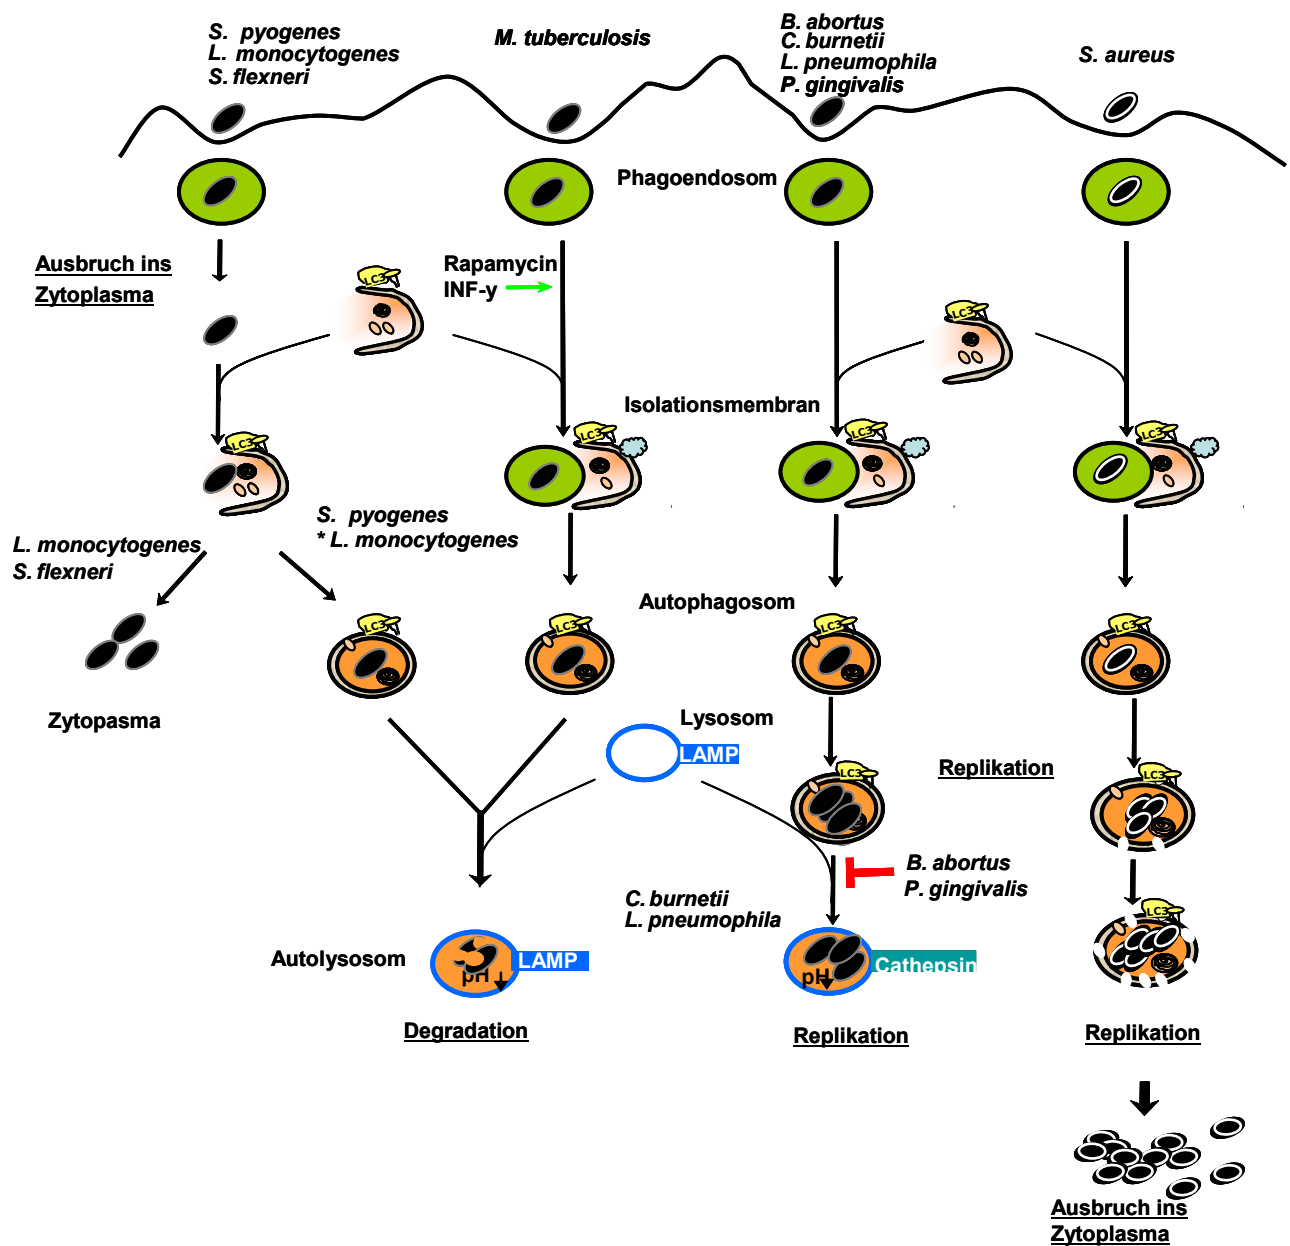 S. pyogenes
L. monocytogenes
S. flexneri
M. tuberculosis
B. abortus
C. burnetii
L. pneumophila
P. gingivalis
S. aureus
Phagoendosom
Ausbruch ins
Zytoplasma
Rapamycin
INF-y
LC3
LC3
Isolationsmembran
LC3
LC3
LC3
LC3
S. pyogenes
* L. monocytogenes
L. monocytogenes
S. flexneri
Autophagosom
LC3
LC3
LC3
LC3
Zytopasma
Lysosom
LAMP
Replikation
LC3
LC3
B. abortus
P. gingivalis
C. burnetii
L. pneumophila
LC3
Autolysosom
pH
LAMP
pH
Cathepsin
Degradation
Replikation
Replikation
Ausbruch ins
Zytoplasma